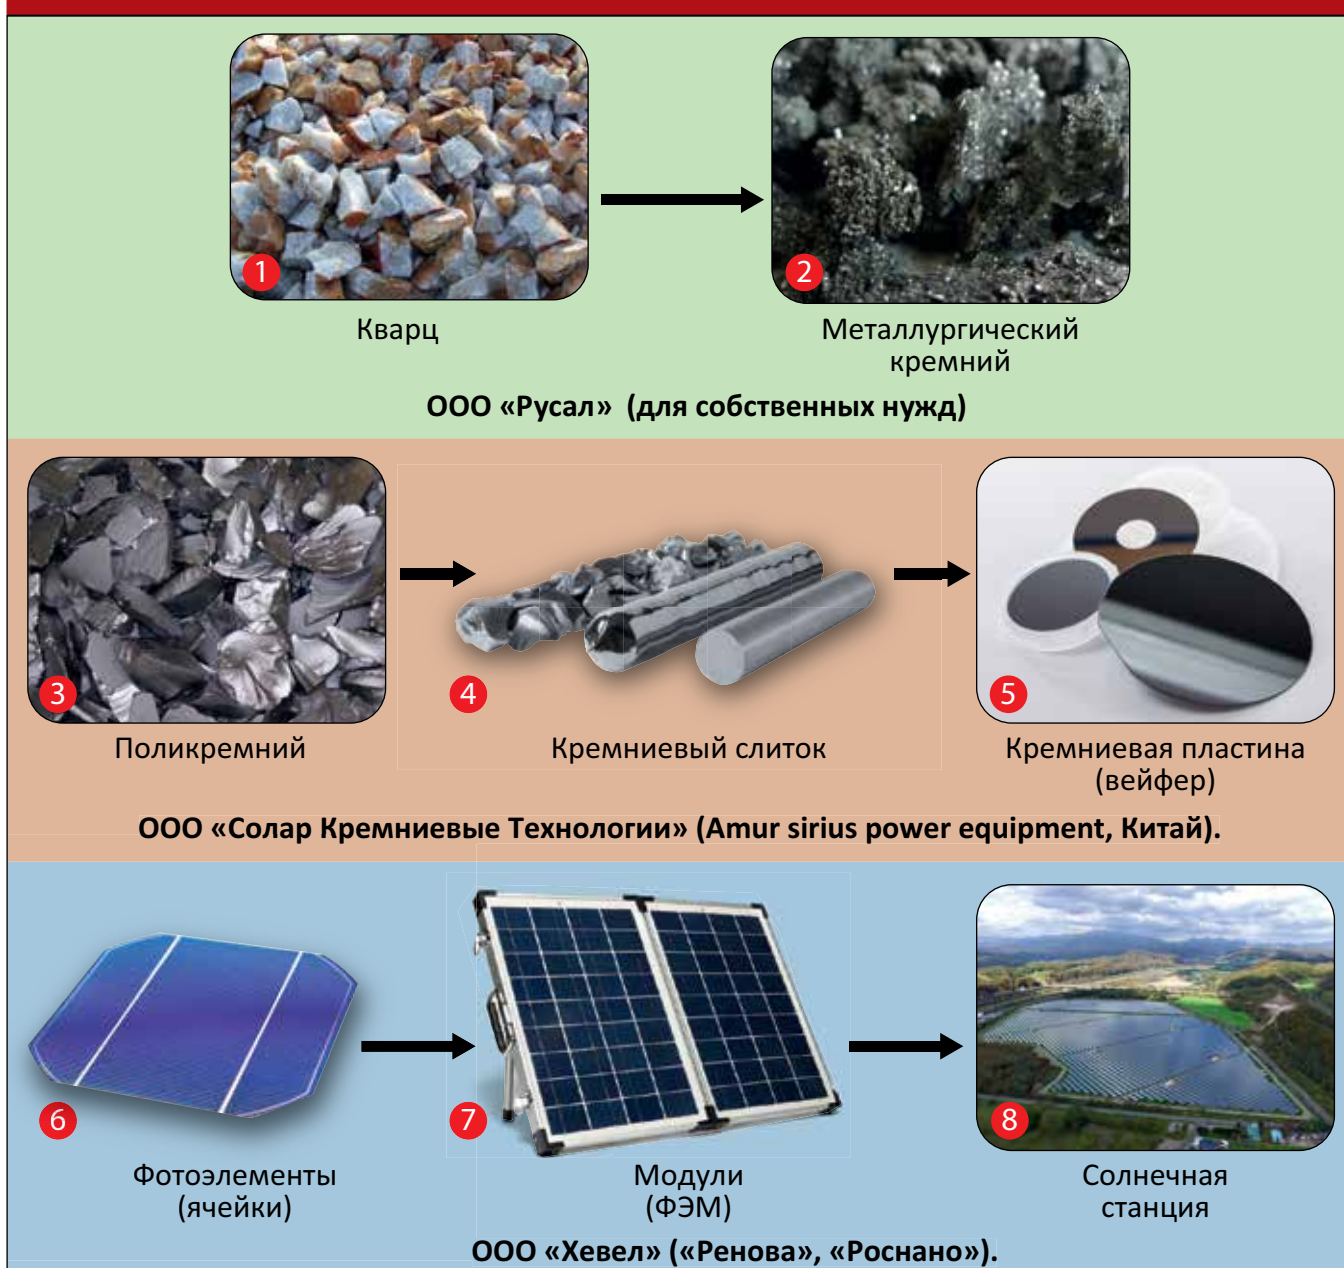 1
2
Кварц
Металлургический
кремний
ООО «Русал» (для собственных нужд)
3
4
5
Поликремний
Кремниевый слиток
Кремниевая пластина
(вейфер)
ООО «Солар Кремниевые Технологии» (Amur sirius power equipment, Китай).
6
7
8
Фотоэлементы
(ячейки)
Модули
(ФЭМ)
Солнечная
станция
ООО «Хевел» («Ренова», «Роснано»).